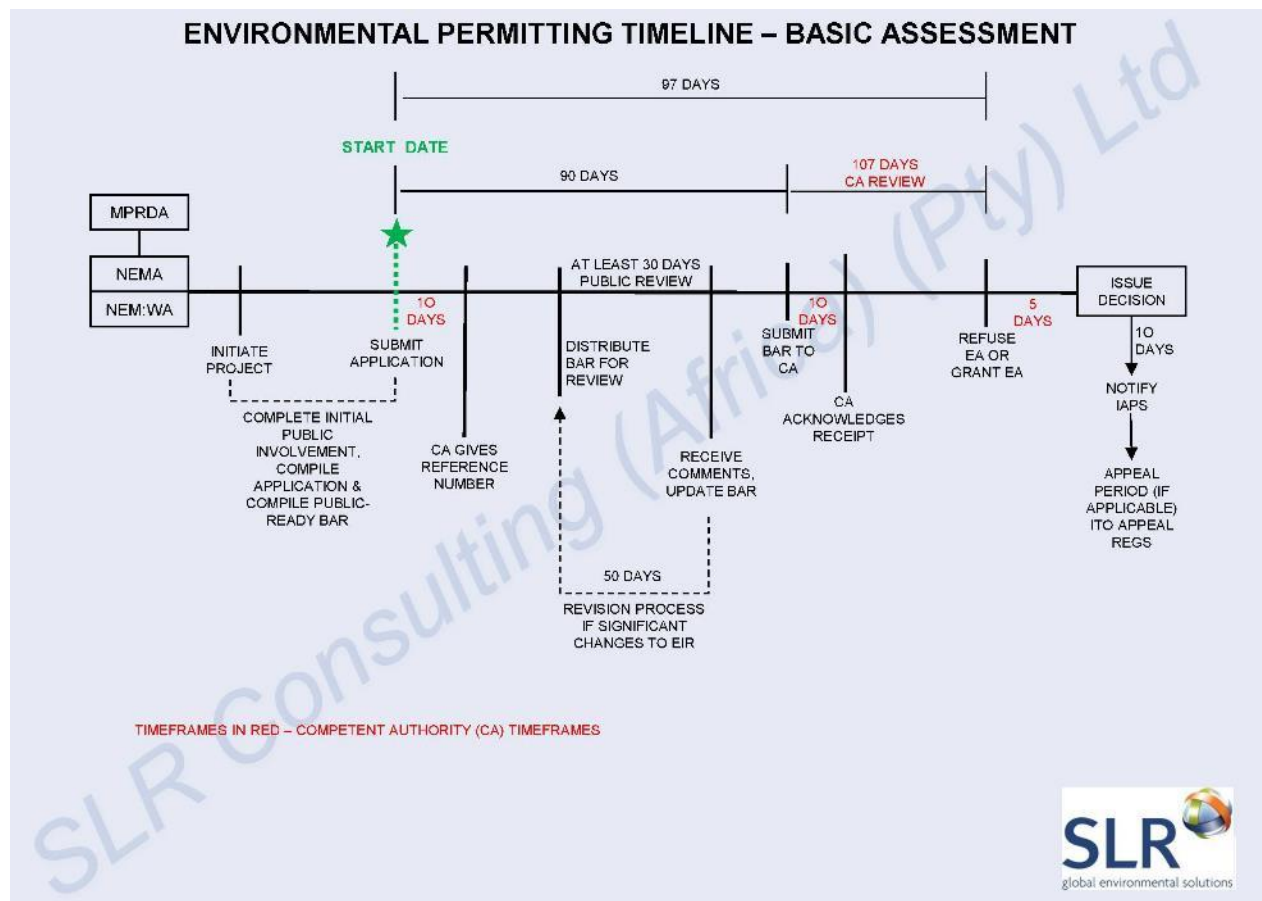 ENVIRONMENTAL PERMITTING TIMELINE – BASIC ASSESSMENT
97 DAYS
START DATE
90 DAYS
107 DAYS
CA REVIEW
MPRDA
NEMA
NEM:WA
10
DAYS
AT LEAST 30 DAYS
PUBLIC REVIEW
10
DAYS
5
DAYS
ISSUE
DECISION
INITIATE
PROJECT
SUBMIT
APPLICATION
DISTRIBUTE
BAR FOR
REVIEW
SUBMIT
BAR TO
CA
REFUSE
EA OR
GRANT EA
10
DAYS
NOTIFY
IAPS
COMPLETE INITIAL
PUBLIC
INVOLVEMENT,
COMPILE
APPLICATION &
COMPILE PUBLIC-
READY BAR
CA GIVES
REFERENCE
NUMBER
RECEIVE
COMMENTS,
UPDATE BAR
CA
ACKNOWLEDGES
RECEIPT
APPEAL
PERIOD (IF
APPLICABLE)
ITO APPEAL
REGS
50 DAYS
REVISION PROCESS
IF SIGNIFICANT
CHANGES TO EIR
TIMEFRAMES IN RED – COMPETENT AUTHORITY (CA) TIMEFRAMES
SLR Consulting (Africa) (Pty) Ltd
SLR
global environmental solutions